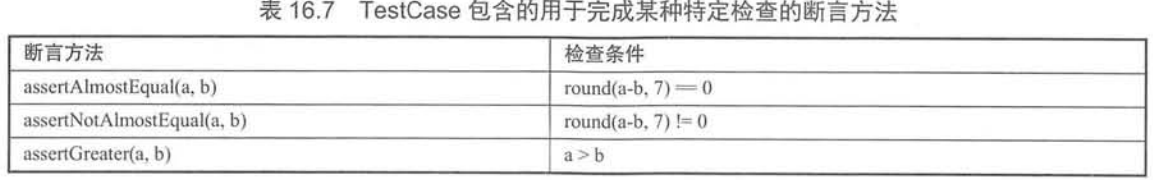 表 16.7 TestCase 包含的用于完成某种特定检查的断言方法
断言方法 检查条件
assertAlmostEqual(a, b) round(a-b, 7) == 0
assertNotAlmostEqual(a, b) round(a-b, 7) != 0
assertGreater(a, b) a > b